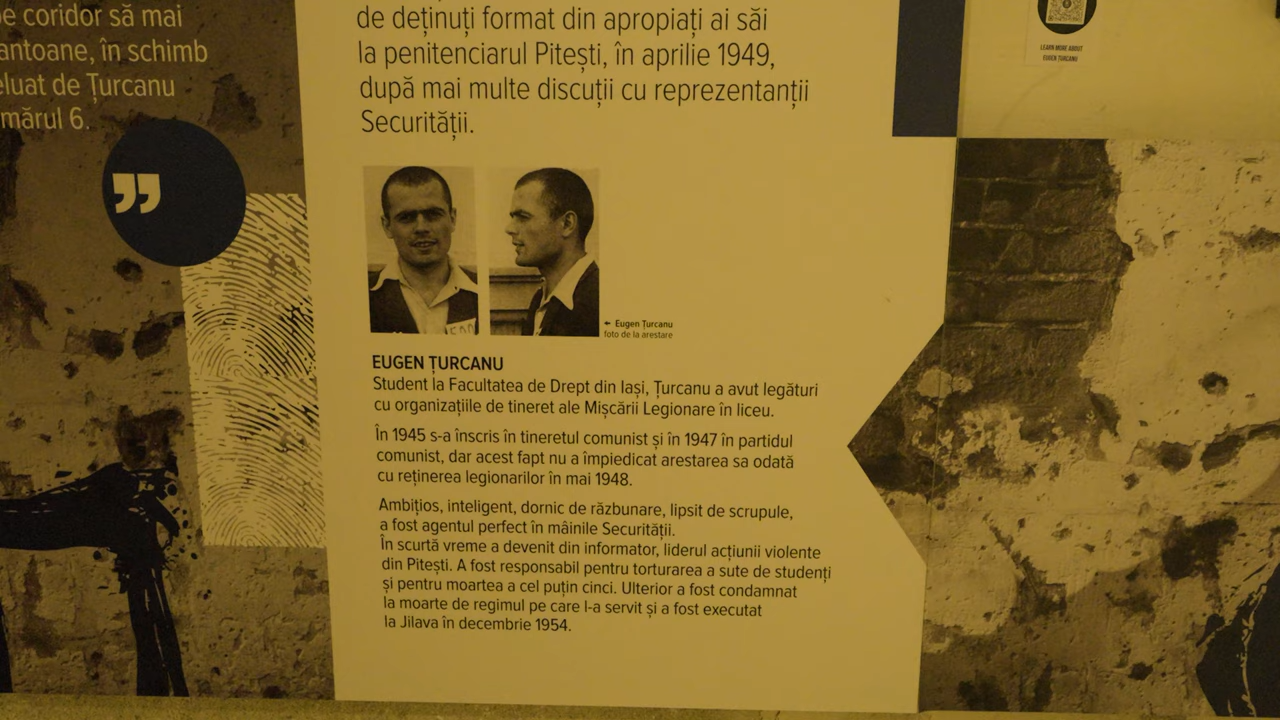 pe coridor să mai
antoane, în schimb
eluat de Țurcanu
mărul 6.
”
de deținuți format din apropiați ai săi
la penitenciarul Pitești, în aprilie 1949,
după mai multe discuții cu reprezentanții
Securității.
← Eugen Țurcanu
foto de la arestare
EUGEN ȚURCANU
Student la Facultatea de Drept din Iași, Țurcanu a avut legături
cu organizațiile de tineret ale Mișcării Legionare în liceu.
În 1945 s-a înscris în tineretul comunist și în 1947 în partidul
comunist, dar acest fapt nu a împiedicat arestarea sa odată
cu reținerea legionarilor în mai 1948.
Ambițios, inteligent, dornic de răzbunare, lipsit de scrupule,
a fost agentul perfect în mâinile Securității.
În scurtă vreme a devenit din informator, liderul acțiunii violente
din Pitești. A fost responsabil pentru torturarea a sute de studenți
și pentru moartea a cel puțin cinci. Ulterior a fost condamnat
la moarte de regimul pe care l-a servit și a fost executat
la Jilava în decembrie 1954.
LEARN MORE ABOUT
EUGEN ȚURCANU